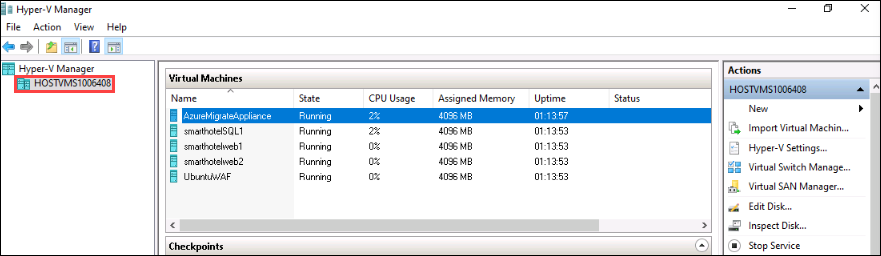 Hyper-V Manager
File Action View Help
Hyper-V Manager
HOSTVMS1006408
Virtual Machines
Name State CPU Usage Assigned Memory Uptime Status
AzureMigrateAppliance Running 2% 4096 MB 01:13:57
smarthotelSQL1 Running 2% 4096 MB 01:13:53
smarthotelweb1 Running 0% 4096 MB 01:13:53
smarthotelweb2 Running 0% 4096 MB 01:13:53
UbuntuWAF Running 0% 4096 MB 01:13:53
Checkpoints
Actions
HOSTVMS1006408
New
Import Virtual Machin...
Hyper-V Settings...
Virtual Switch Manage...
Virtual SAN Manager...
Edit Disk...
Inspect Disk...
Stop Service